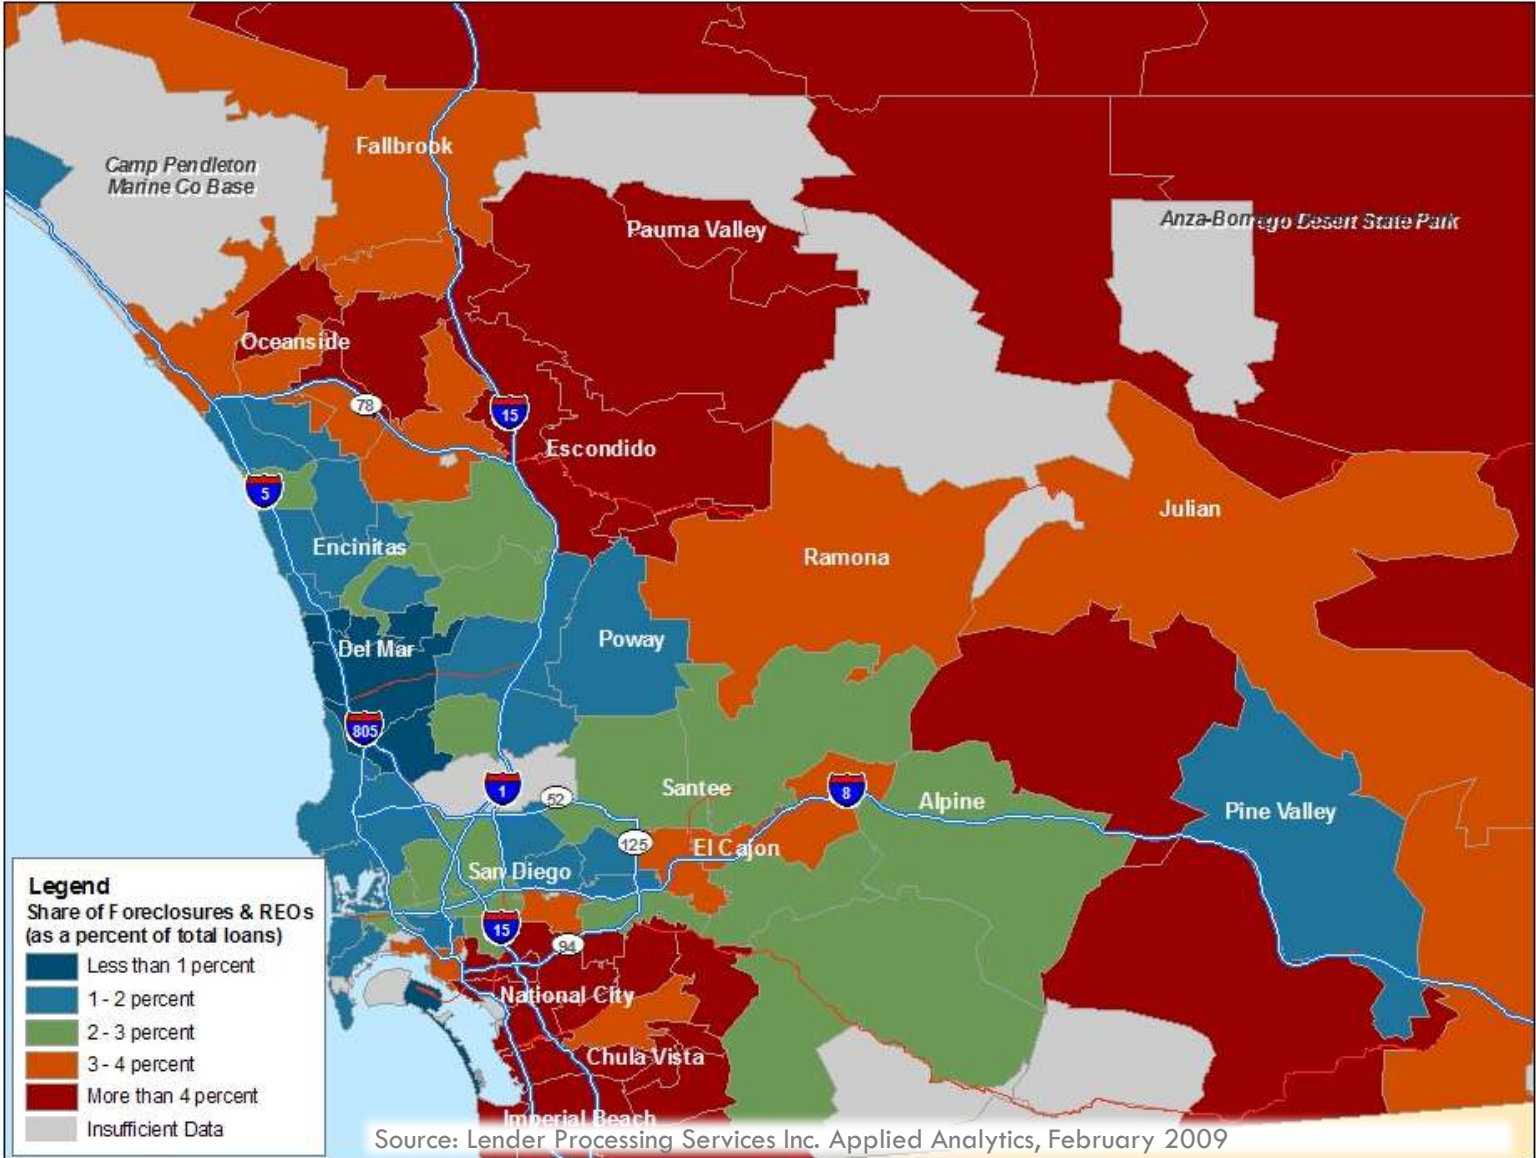 Fallbrook
Camp Pendleton
Marine Co Base
Pauma Valley
Anza-Borrego Desert State Park
Oceanside
78
15
Escondido
5
Julian
Encinitas
Ramona
Del Mar
Poway
805
1
52
Santee
8
Alpine
Pine Valley
125
El Cajon
San Diego
15
94
National City
Chula Vista
Imperial Beach
Legend
Share of Foreclosures & REOs
(as a percent of total loans)
Less than 1 percent
1 - 2 percent
2 - 3 percent
3 - 4 percent
More than 4 percent
Insufficient Data
Source: Lender Processing Services Inc. Applied Analytics, February 2009